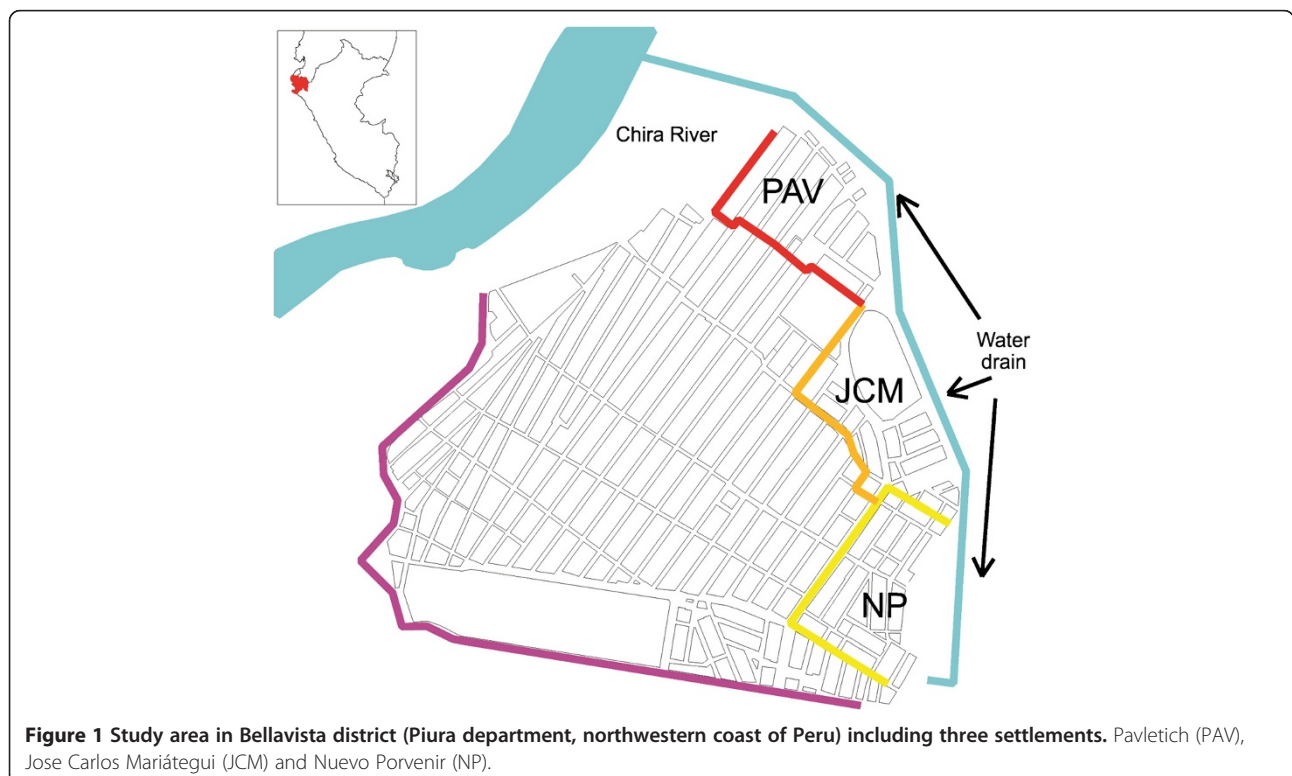 Chira River
PAV
Water
drain
JCM
NP
Figure 1 Study area in Bellavista district (Piura department, northwestern coast of Peru) including three settlements. Pavletich (PAV),
Jose Carlos Mariátegui (JCM) and Nuevo Porvenir (NP).